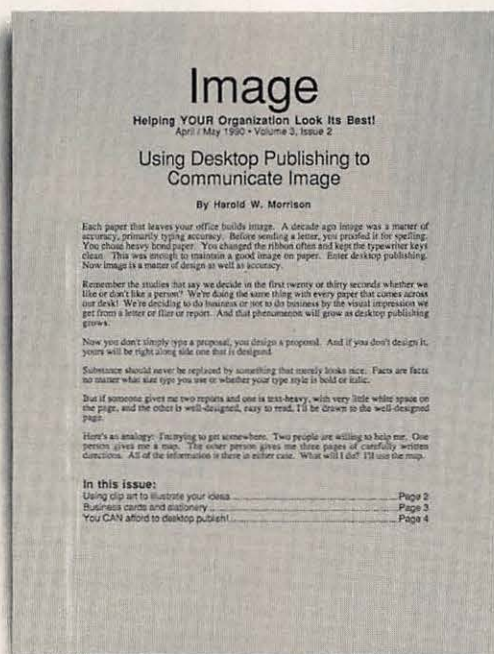 Image
Helping YOUR Organization Look Its Best!
April / May 1990 • Volume 3, Issue 2
Using Desktop Publishing to
Communicate Image
By Harold W. Morrison
Each paper that leaves your office builds image. A decade ago image was a matter of
accuracy, primarily typing accuracy. Before sending a letter, you proofed it for spelling.
You chose heavy bond paper. You changed the ribbon often and kept the typewriter keys
clean. This was enough to maintain a good image on paper. Enter desktop publishing.
Now image is a matter of design as well as accuracy.
Remember the studies that say we decide in the first twenty or thirty seconds whether we
like or don't like a person? We're doing the same thing with every paper that comes across
our desk! We're deciding to do business or not to do business by the visual impression we
get from a letter or flier or report. And that phenomenon will grow as desktop publishing
grows.
Now you don't simply type a proposal, you design a proposal. And if you don't design it,
yours will be right along side one that is designed.
Substance should never be replaced by something that merely looks nice. Facts are facts
no matter what size type you use or whether your type style is bold or italic.
But if someone gives me two reports and one is text-heavy, with very little white space on
the page, and the other is well-designed, easy to read, I'll be drawn to the well-designed
page.
Here's an analogy: I'm trying to get somewhere. Two people are willing to help me. One
person gives me a map. The other person gives me three pages of carefully written
directions. All of the information is there in either case. What will I do? I'll use the map.
In this issue:
Using clip art to illustrate your ideas ... Page 2
Business cards and stationery ... Page 3
You CAN afford to desktop publish! ... Page 4